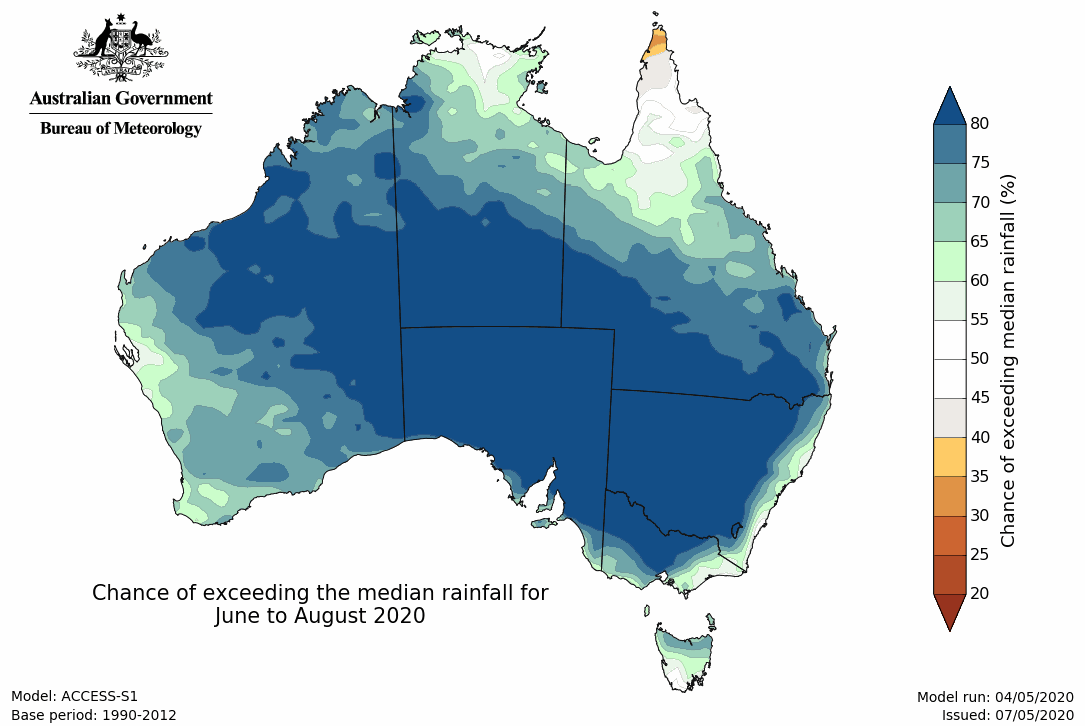 AUSTRALIA
Australian Government
Bureau of Meteorology
80
75
70
65
60
55
50
45
40
35
30
25
20
Chance of exceeding median rainfall (%)
Chance of exceeding the median rainfall for
June to August 2020
Model: ACCESS-S1
Base period: 1990-2012
Model run: 04/05/2020
Issued: 07/05/2020